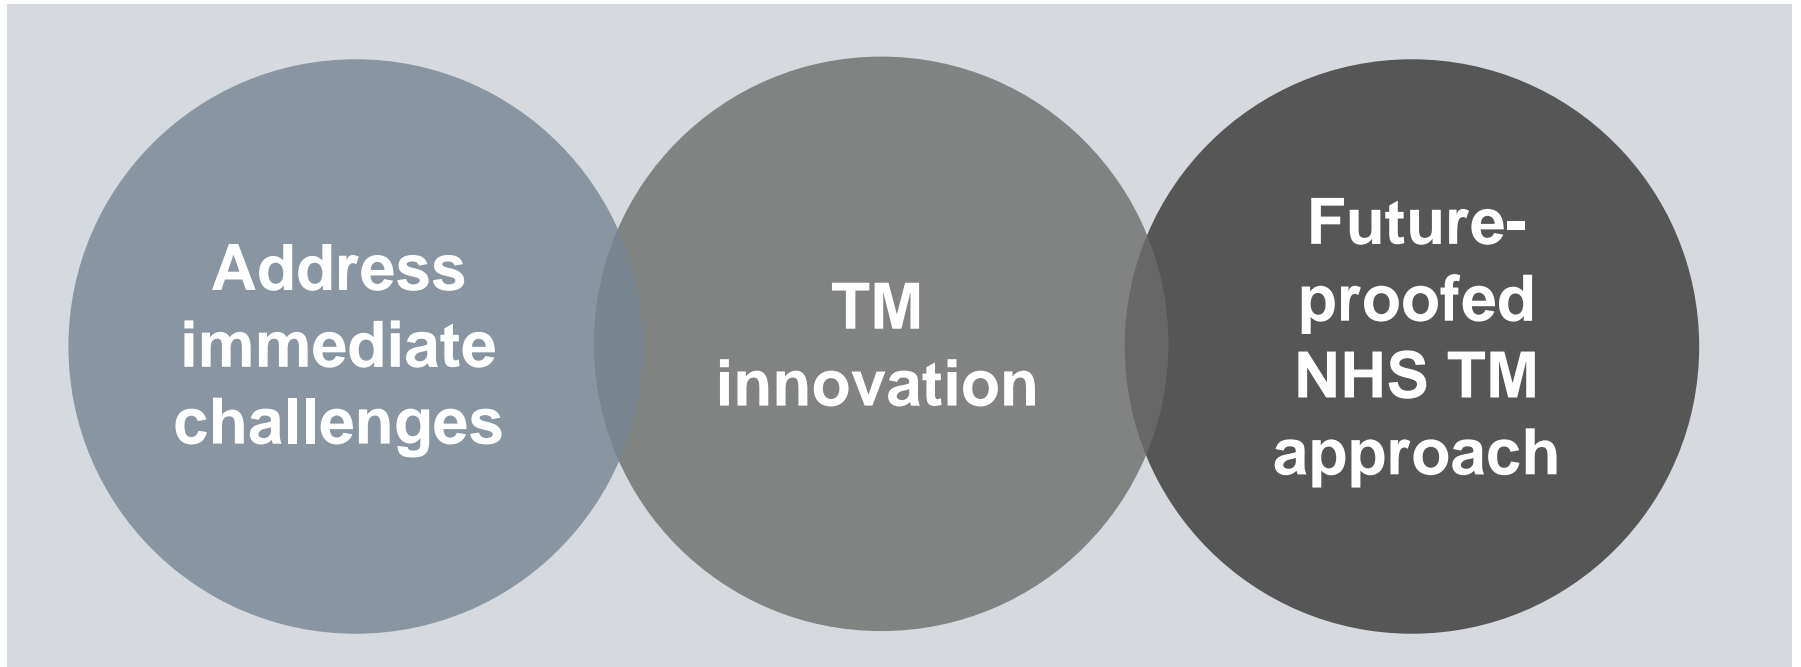 Address
immediate
challenges
TM
innovation
Future-
proofed
NHS TM
approach